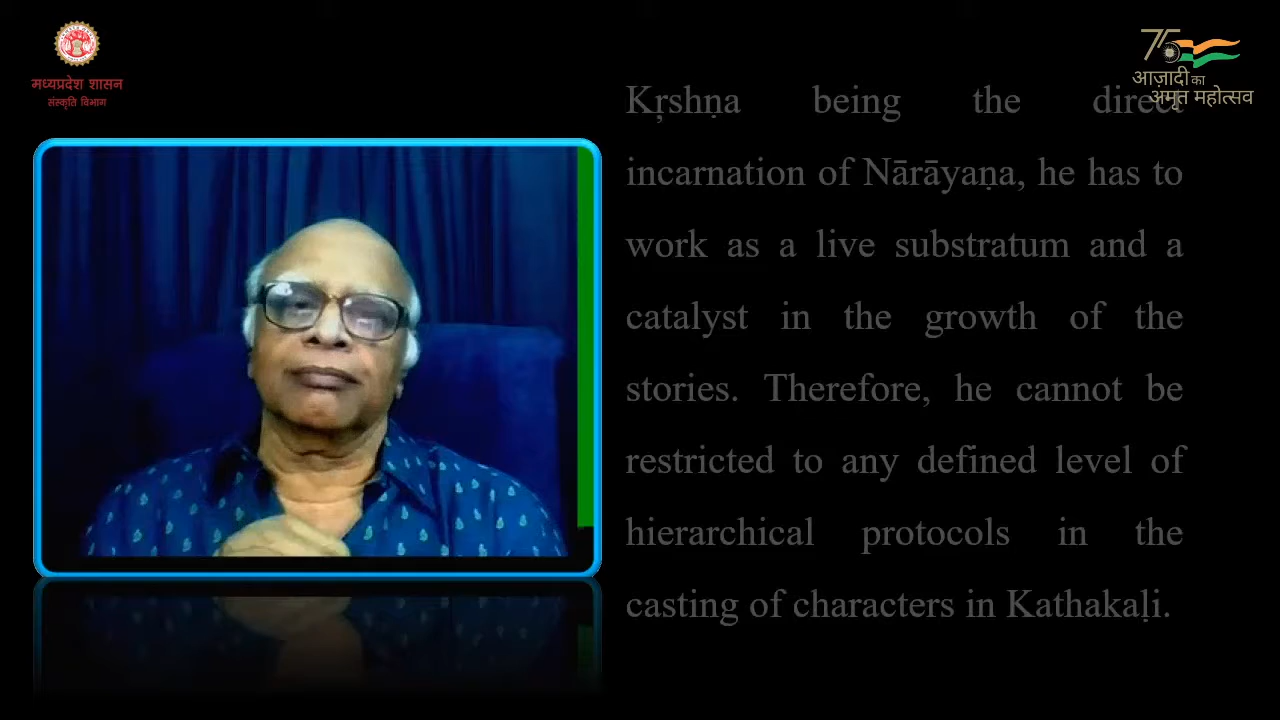 मध्यप्रदेश शासन
संस्कृति विभाग
75
आज़ादी का
अमृत महोत्सव
Kṛshṇa being the direct
incarnation of Nārāyaṇa, he has to
work as a live substratum and a
catalyst in the growth of the
stories. Therefore, he cannot be
restricted to any defined level of
hierarchical protocols in the
casting of characters in Kathakaḷi.